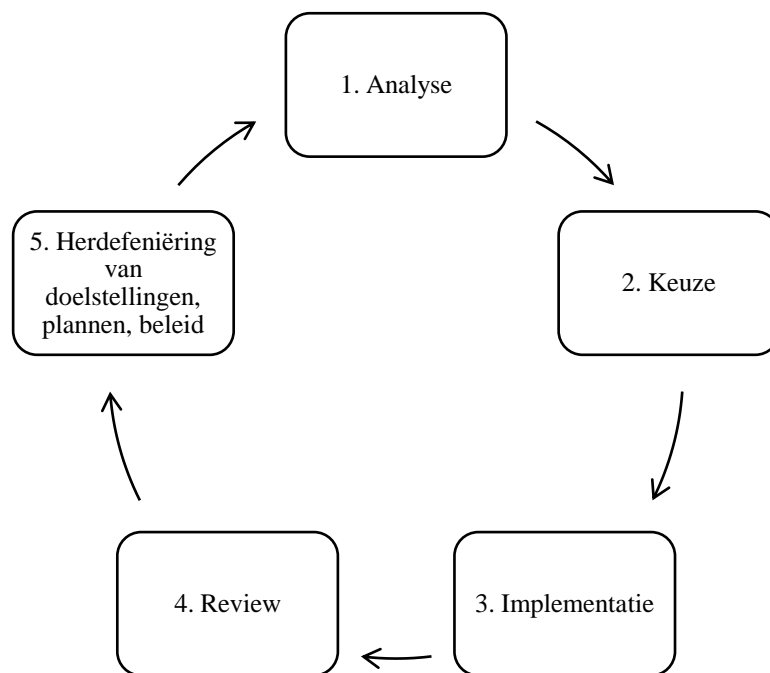 1. Analyse
2. Keuze
3. Implementatie
4. Review
5. Herdefeniëring
van
doelstellingen,
plannen, beleid